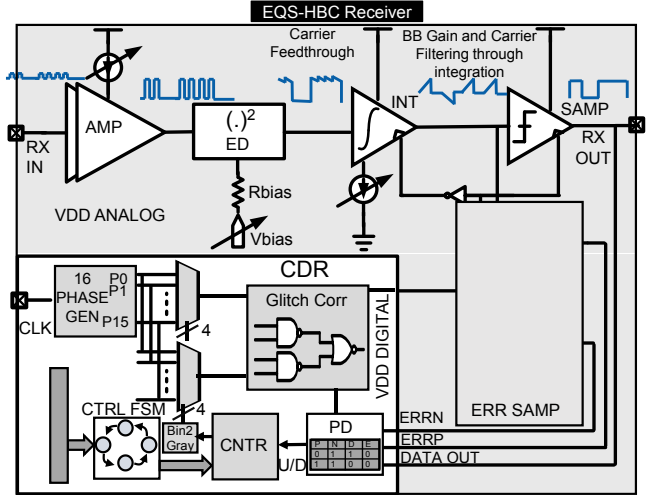 EQS-HBC Receiver
Carrier
Feedthrough
BB Gain and Carrier
Filtering through
integration
AMP
(.)²
ED
INT
SAMP
RX
IN
RX
OUT
Rbias
Vbias
VDD ANALOG
CDR
16
PHASE
GEN
P0
P1
P15
CLK
4
Glitch Corr
VDD DIGITAL
4
ERR SAMP
CTRL FSM
Bin2
Gray
CNTR
U/D
PD
P N D E
0 1 1 0
1 1 0 0
ERRN
ERRP
DATA OUT